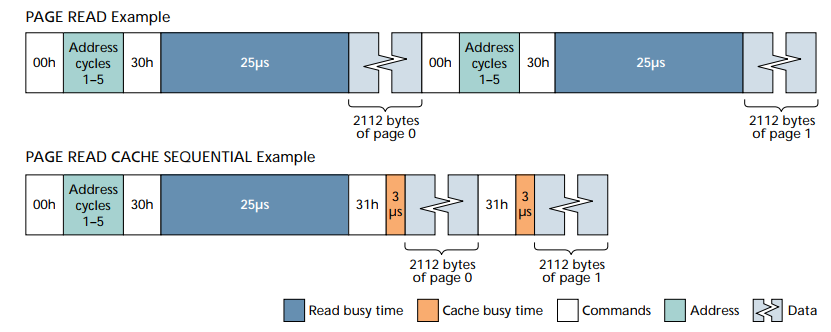 PAGE READ Example
00h
Address
cycles
1–5
30h
25µs
00h
Address
cycles
1–5
30h
25µs
2112 bytes
of page 0
2112 bytes
of page 1
PAGE READ CACHE SEQUENTIAL Example
00h
Address
cycles
1–5
30h
25µs
31h
3
µs
31h
3
µs
2112 bytes
of page 0
2112 bytes
of page 1
Read busy time
Cache busy time
Commands
Address
Data